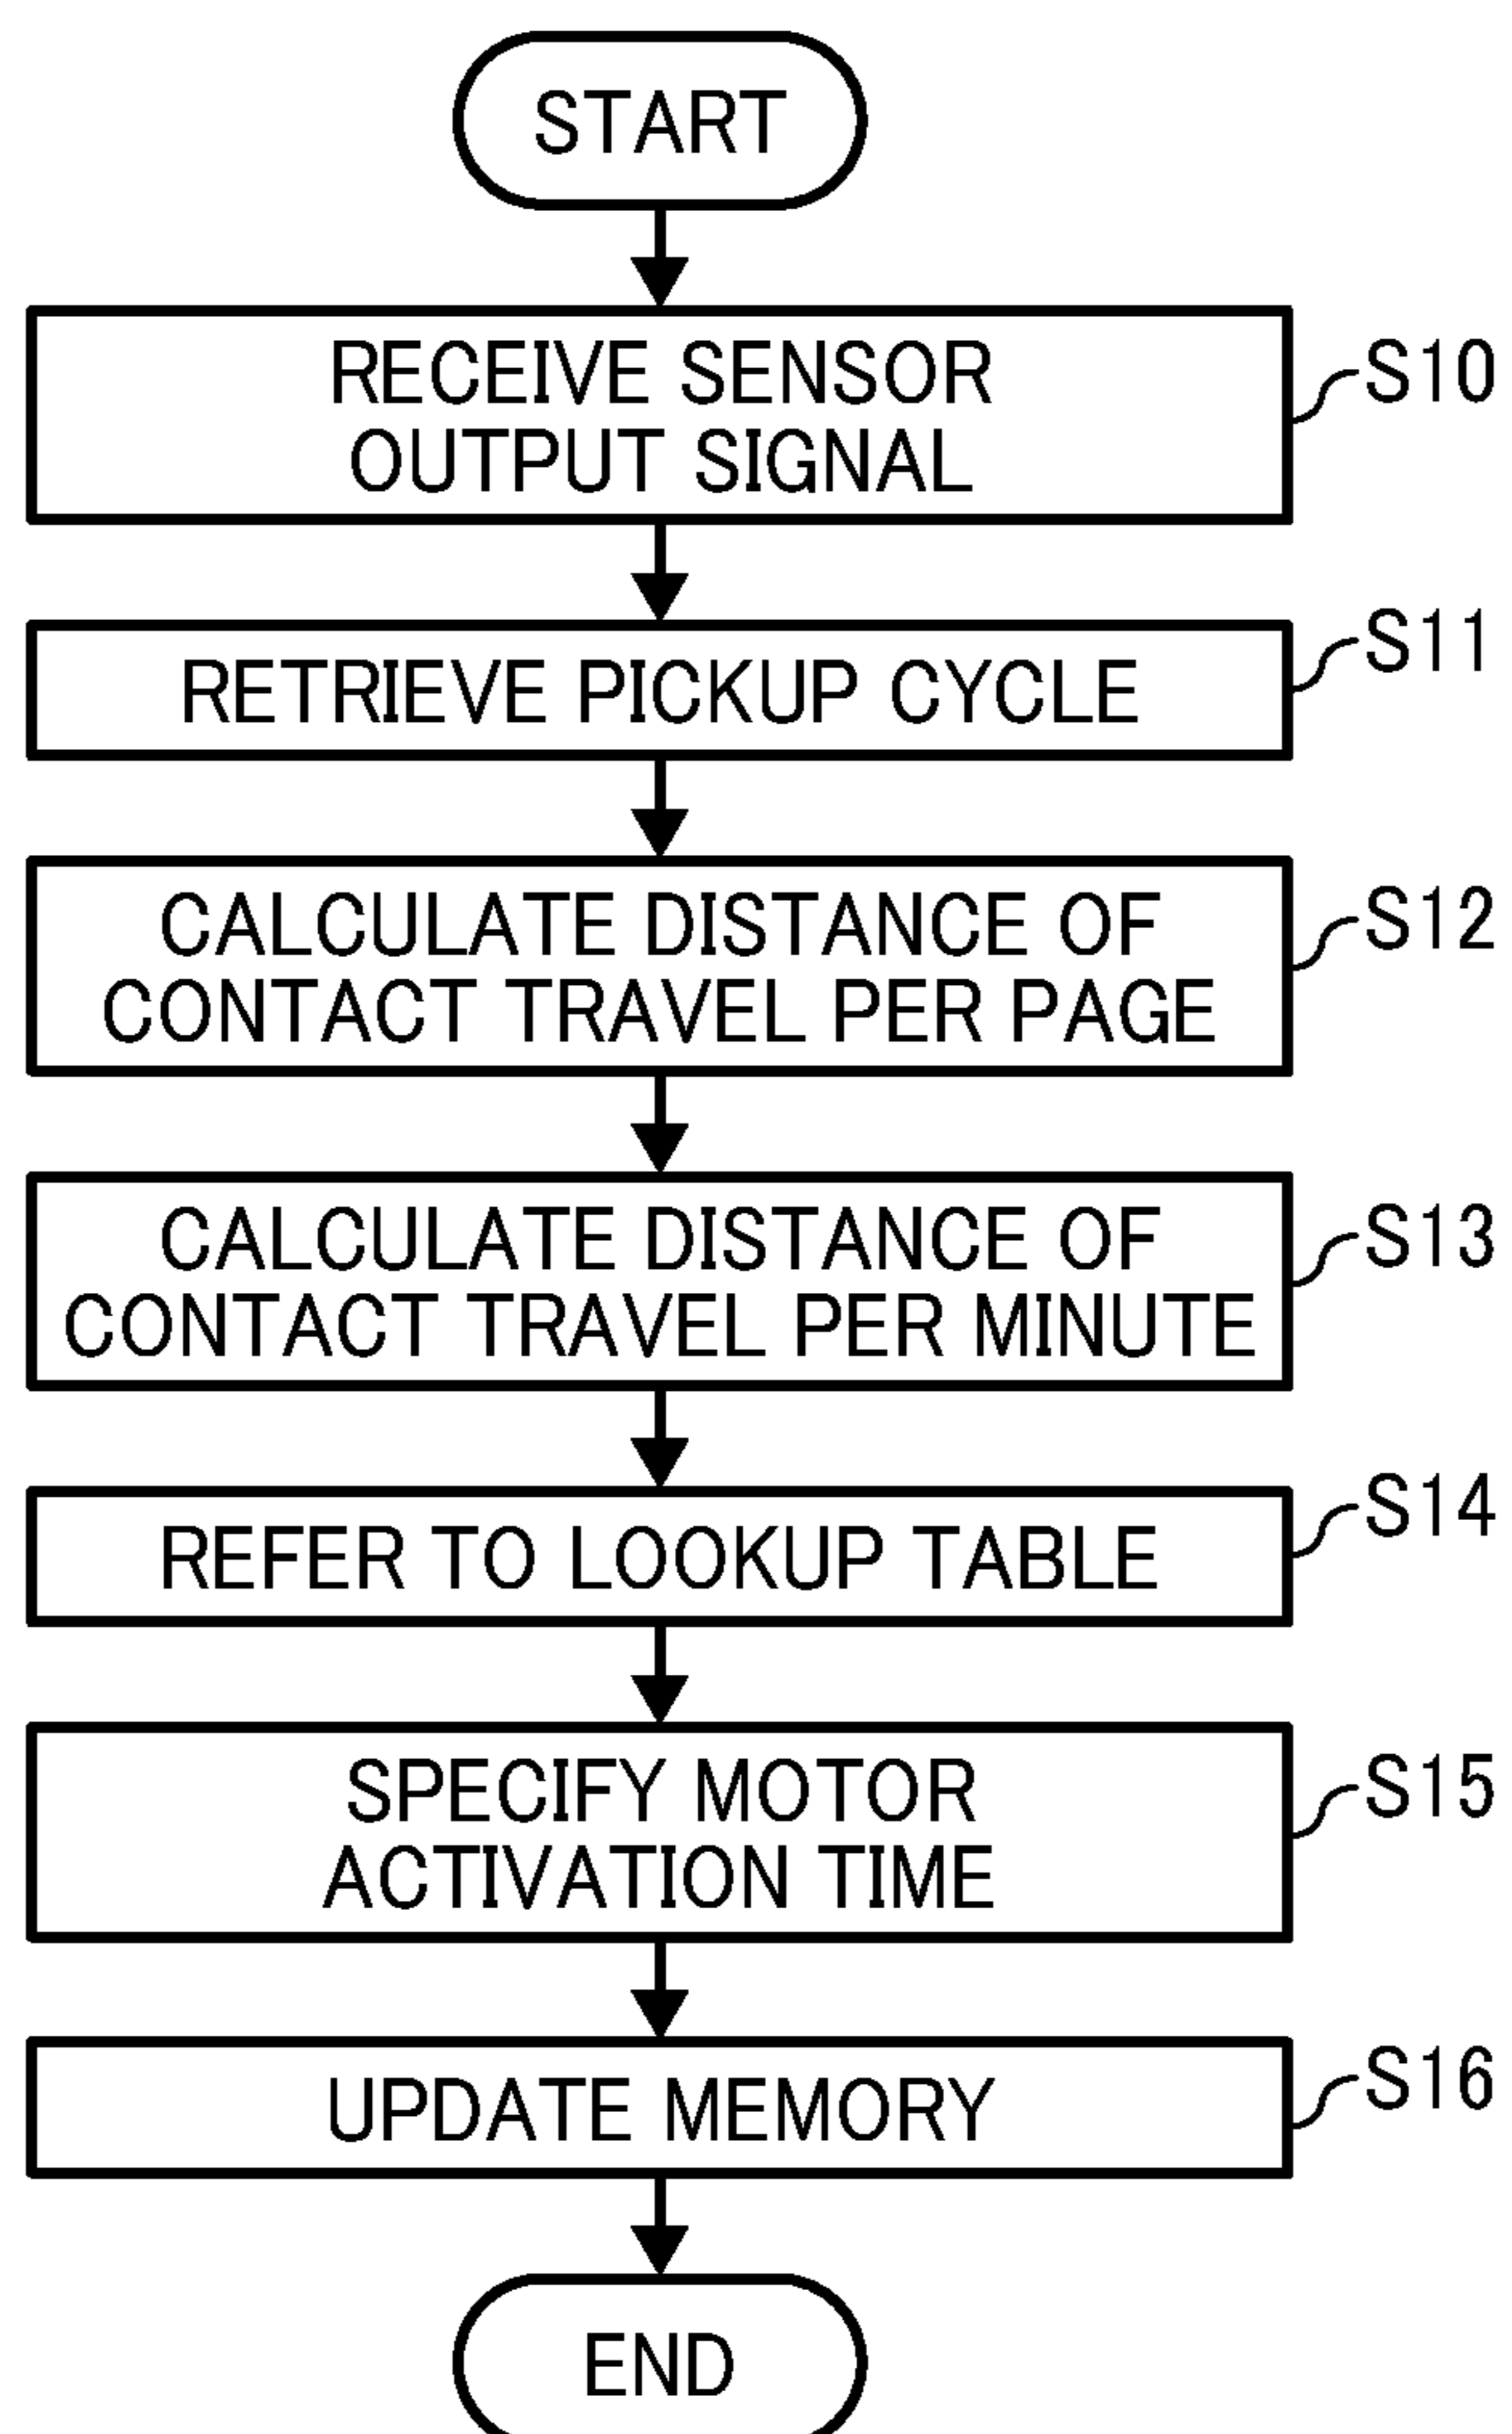 START
RECEIVE SENSOR
OUTPUT SIGNAL
S10
RETRIEVE PICKUP CYCLE
S11
CALCULATE DISTANCE OF
CONTACT TRAVEL PER PAGE
S12
CALCULATE DISTANCE OF
CONTACT TRAVEL PER MINUTE
S13
REFER TO LOOKUP TABLE
S14
SPECIFY MOTOR
ACTIVATION TIME
S15
UPDATE MEMORY
S16
END